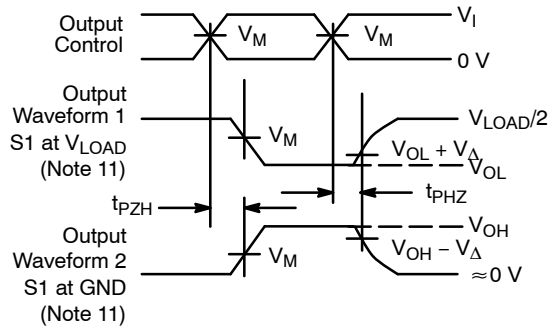 Output
Control
V_M
V_M
V_I
0 V
Output
Waveform 1
S1 at V_LOAD
(Note 11)
V_M
V_LOAD/2
V_OL + V_Δ
V_OL
t_PZH
t_PHZ
Output
Waveform 2
S1 at GND
(Note 11)
V_M
V_OH
V_OH − V_Δ
≈0 V